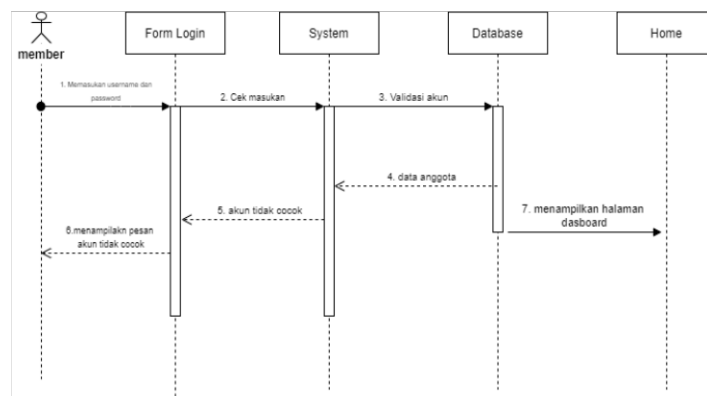 Form Login
System
Database
Home
member
1. Memasukan username dan
password
2. Cek masukan
3. Validasi akun
4. data anggota
5. akun tidak cocok
6.menampilakn pesan
akun tidak cocok
7. menampilkan halaman
dasboard